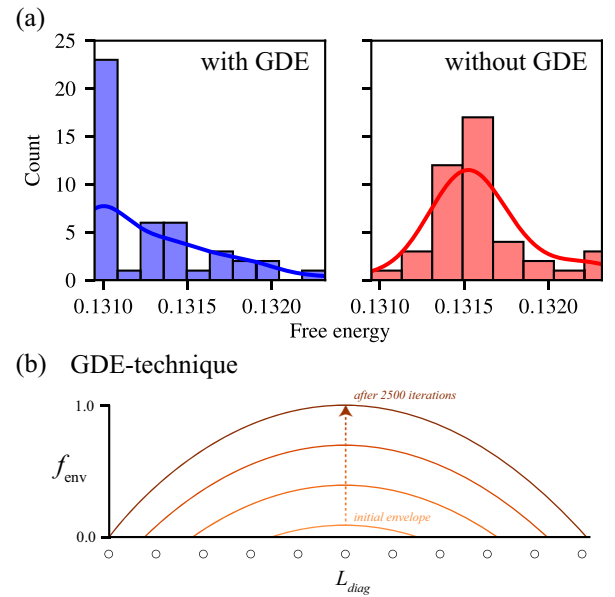 (a)
with GDE
without GDE
Count
25
20
15
10
5
0
0.1310 0.1315 0.1320
0.1310 0.1315 0.1320
Free energy
(b) GDE-technique
1.0
0.0
f_env
after 2500 iterations
initial envelope
L_diag